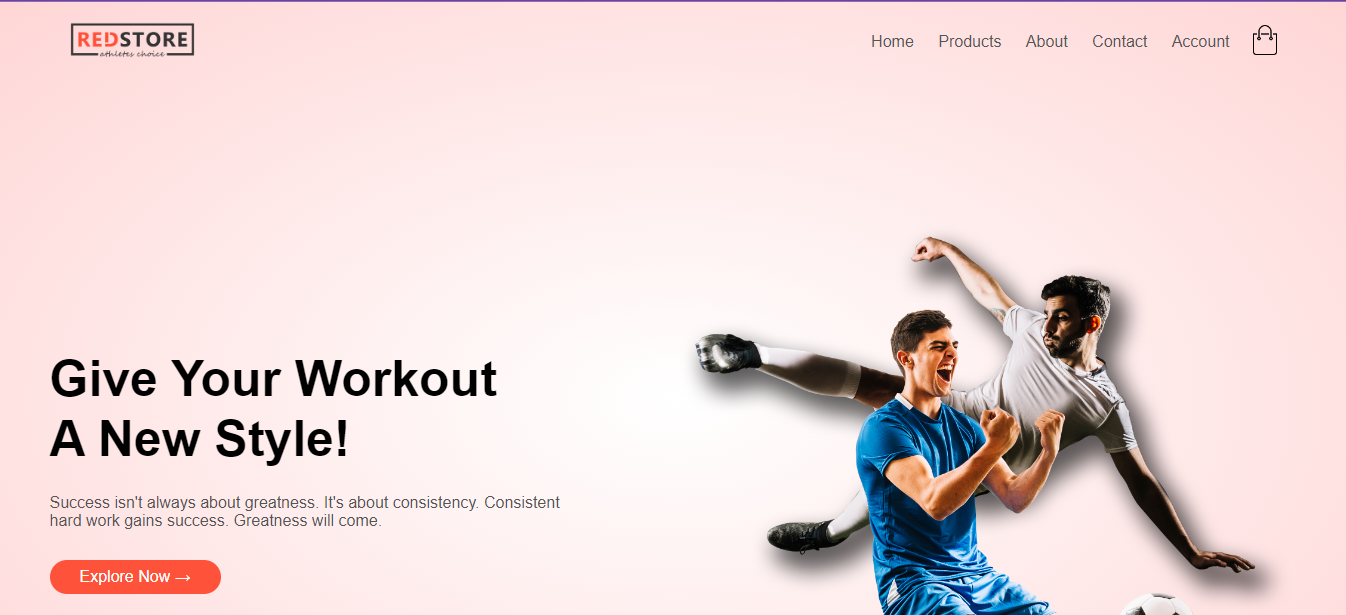 REDSTORE
athletes choice
Home Products About Contact Account
Give Your Workout
A New Style!
Success isn't always about greatness. It's about consistency. Consistent
hard work gains success. Greatness will come.
Explore Now →